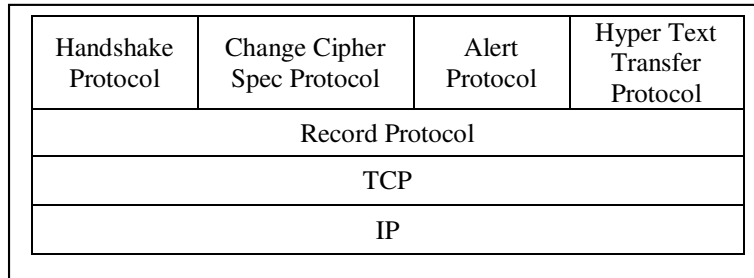 Handshake
Protocol
Change Cipher
Spec Protocol
Alert
Protocol
Hyper Text
Transfer
Protocol
Record Protocol
TCP
IP